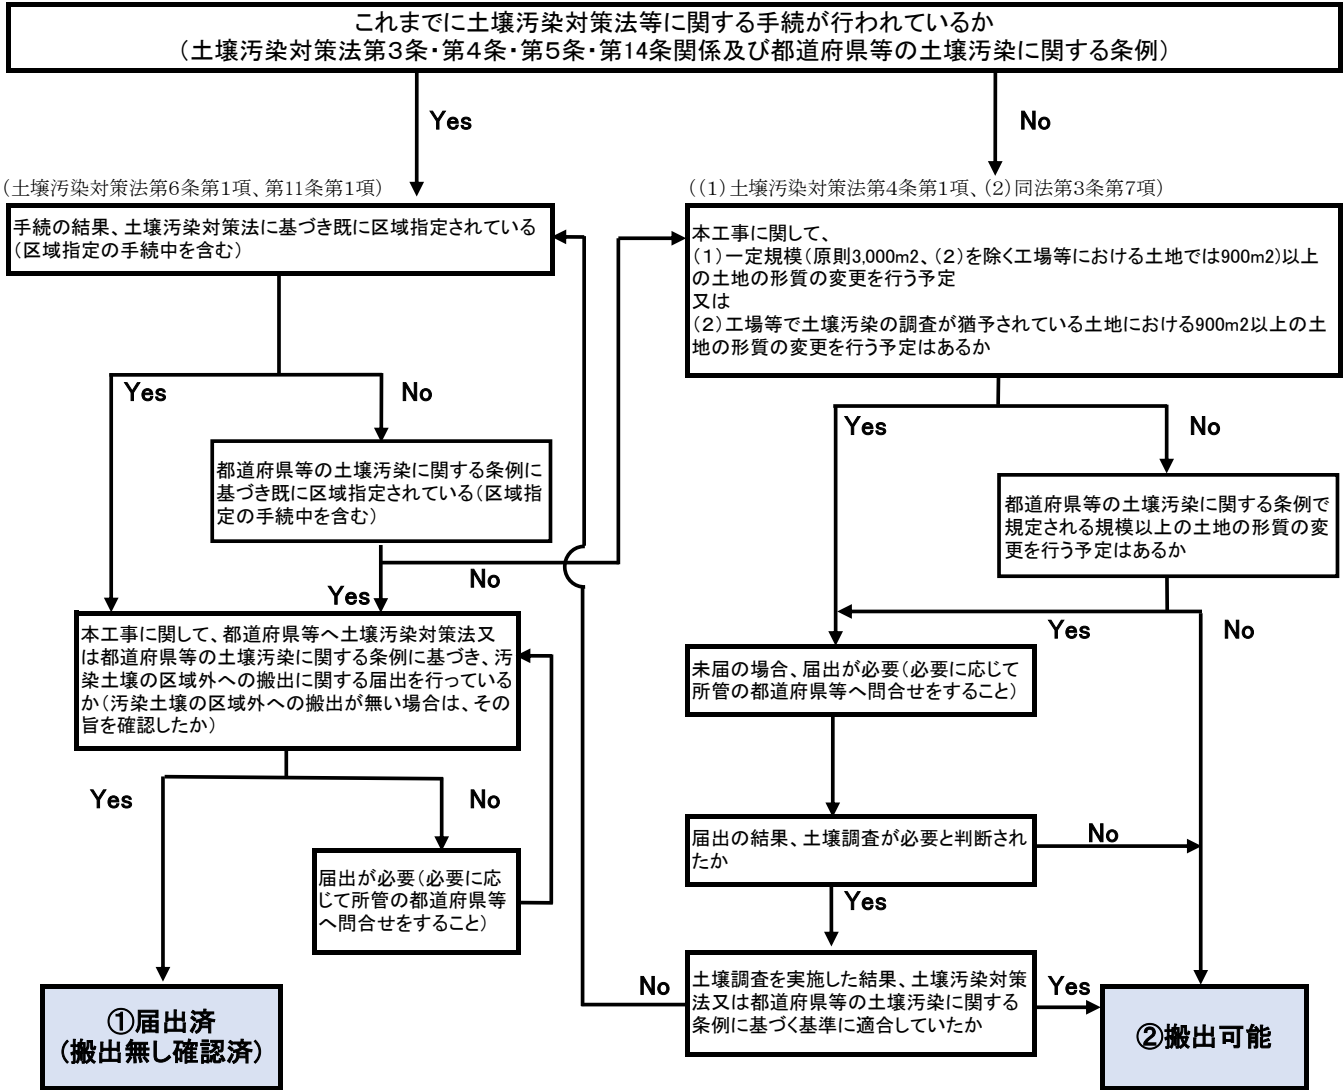 これまでに土壌汚染対策法等に関する手続が行われているか
（土壌汚染対策法第３条・第４条・第５条・第14条関係及び都道府県等の土壌汚染に関する条例）
Yes
No
（土壌汚染対策法第6条第1項、第11条第1項）
（（1）土壌汚染対策法第4条第1項、（2）同法第3条第7項）
手続の結果、土壌汚染対策法に基づき既に区域指定されている
（区域指定の手続中を含む）
本工事に関して、
（１）一定規模（原則3,000m2、（２）を除く工場等における土地では900m2）以上
の土地の形質の変更を行う予定
又は
（２）工場等で土壌汚染の調査が猶予されている土地における900m2以上の土
地の形質の変更を行う予定はあるか
Yes
No
Yes
No
都道府県等の土壌汚染に関する条例に
基づき既に区域指定されている（区域指
定の手続中を含む）
都道府県等の土壌汚染に関する条例で
規定される規模以上の土地の形質の変
更を行う予定はあるか
No
Yes
Yes
No
本工事に関して、都道府県等へ土壌汚染対策法又
は都道府県等の土壌汚染に関する条例に基づき、汚
染土壌の区域外への搬出に関する届出を行っている
か（汚染土壌の区域外への搬出が無い場合は、その
旨を確認したか）
未届の場合、届出が必要（必要に応じて
所管の都道府県等へ問合せをすること）
Yes
No
届出の結果、土壌調査が必要と判断され
たか
No
届出が必要（必要に応
じて所管の都道府県等
へ問合せをすること）
Yes
No
土壌調査を実施した結果、土壌汚染対策
法又は都道府県等の土壌汚染に関する
条例に基づく基準に適合していたか
Yes
①届出済
（搬出無し確認済）
②搬出可能